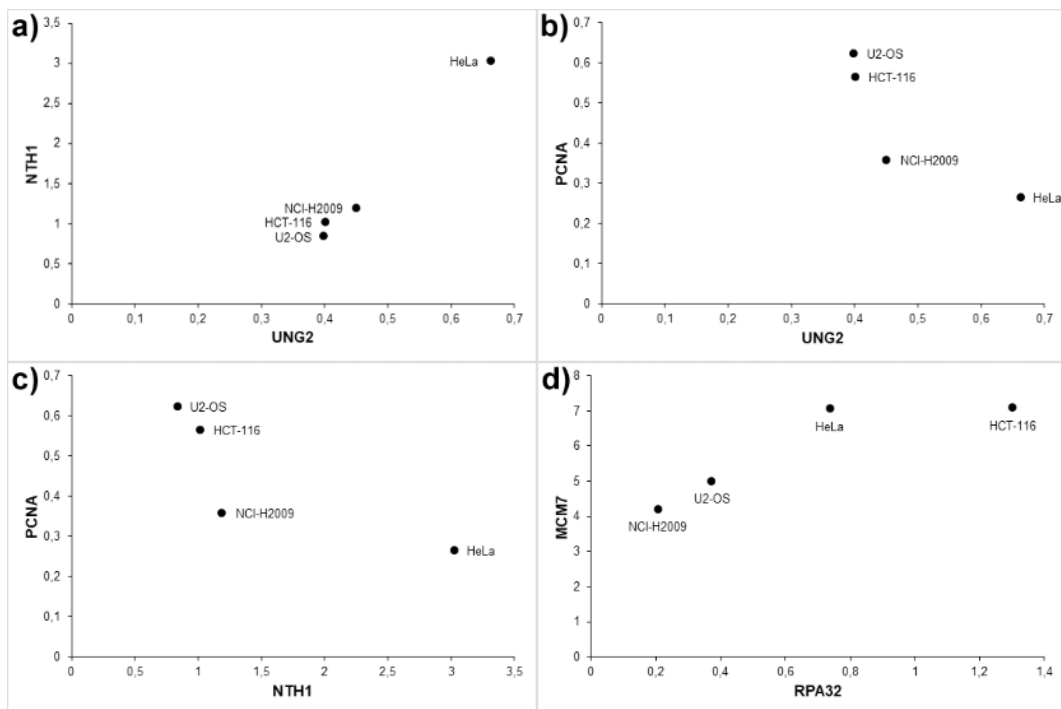 a)
3,5
3
2,5
2
1,5
1
0,5
0
NTH1
HeLa
NCI-H2009
HCT-116
U2-OS
0 0,1 0,2 0,3 0,4 0,5 0,6 0,7
UNG2
b)
0,7
0,6
0,5
0,4
0,3
0,2
0,1
0
PCNA
U2-OS
HCT-116
NCI-H2009
HeLa
0 0,1 0,2 0,3 0,4 0,5 0,6 0,7
UNG2
c)
0,7
0,6
0,5
0,4
0,3
0,2
0,1
0
PCNA
U2-OS
HCT-116
NCI-H2009
HeLa
0 0,5 1 1,5 2 2,5 3 3,5
NTH1
d)
8
7
6
5
4
3
2
1
0
MCM7
HeLa
HCT-116
U2-OS
NCI-H2009
0 0,2 0,4 0,6 0,8 1 1,2 1,4
RPA32